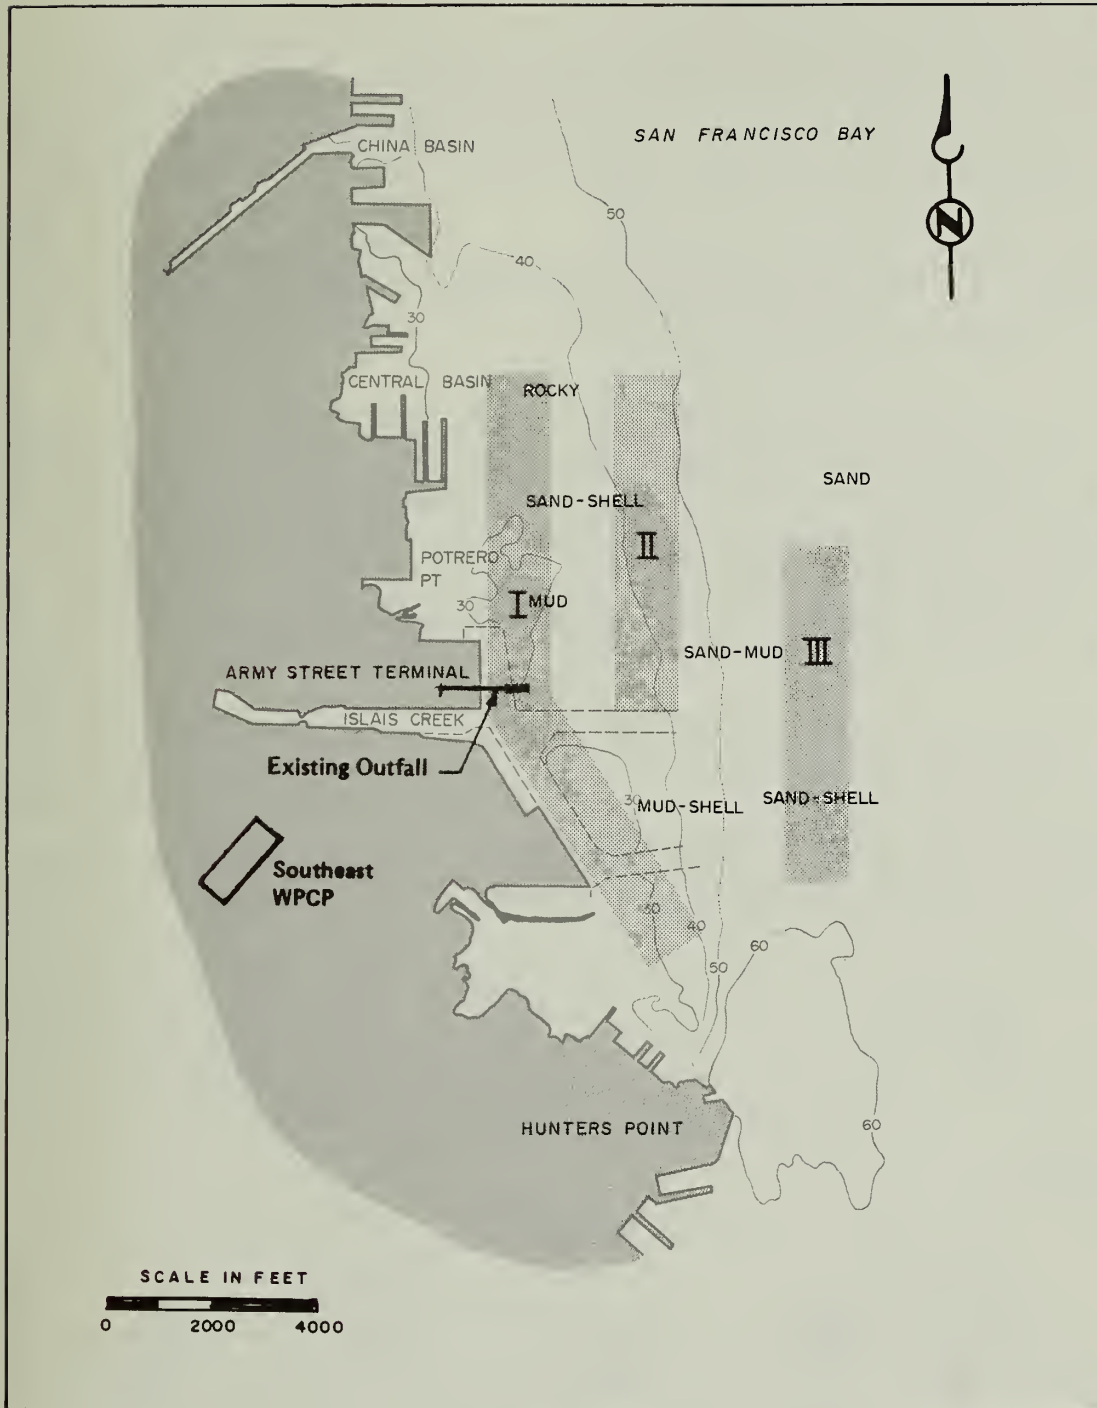 SAN FRANCISCO BAY
CHINA BASIN
N
50
40
30
CENTRAL BASIN
ROCKY
SAND
SAND-SHELL
II
POTRERO
PT
30
I
MUD
SAND-MUD
III
ARMY STREET TERMINAL
ISLAIS CREEK
Existing Outfall
30
MUD-SHELL
SAND-SHELL
Southeast
WPCP
30
40
60
50
60
HUNTERS POINT
SCALE IN FEET
0 2000 4000